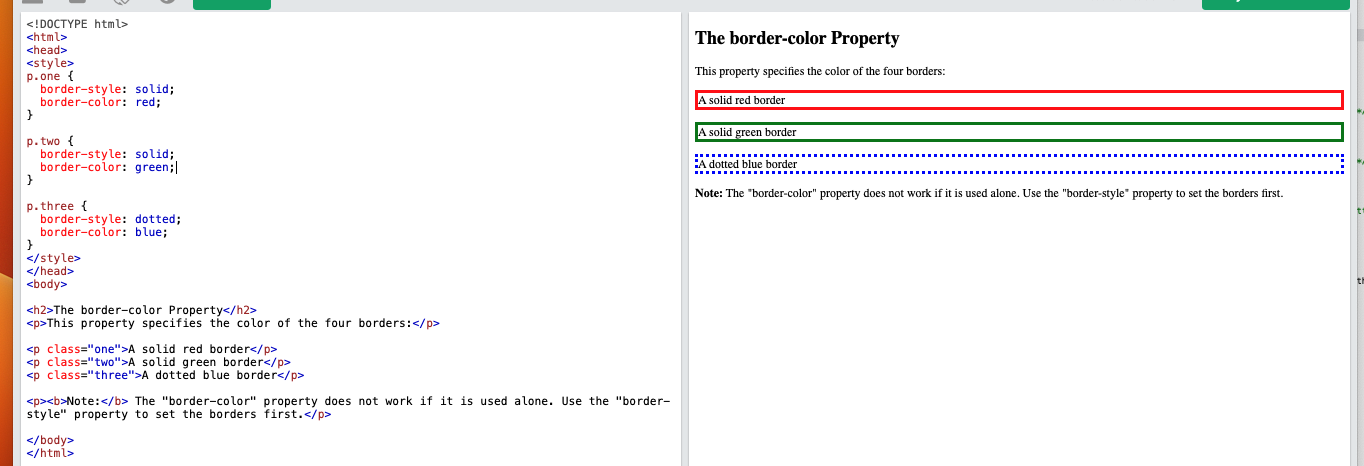 <!DOCTYPE html>
<html>
<head>
<style>
p.one {
  border-style: solid;
  border-color: red;
}

p.two {
  border-style: solid;
  border-color: green;
}

p.three {
  border-style: dotted;
  border-color: blue;
}
</style>
</head>
<body>

<h2>The border-color Property</h2>
<p>This property specifies the color of the four borders:</p>

<p class="one">A solid red border</p>
<p class="two">A solid green border</p>
<p class="three">A dotted blue border</p>

<p><b>Note:</b> The "border-color" property does not work if it is used alone. Use the "border-
style" property to set the borders first.</p>

</body>
</html>
The border-color Property
This property specifies the color of the four borders:
A solid red border
A solid green border
A dotted blue border
Note: The "border-color" property does not work if it is used alone. Use the "border-style" property to set the borders first.